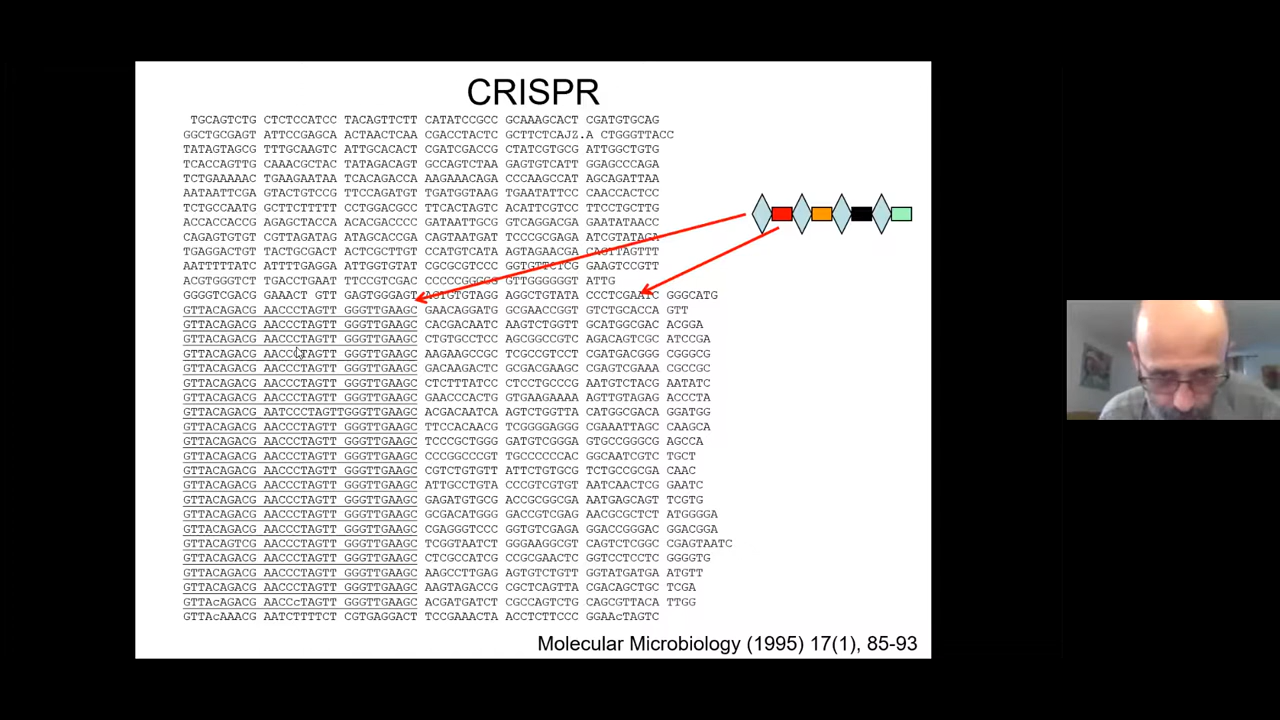 CRISPR
TGCAGTCTG CTCTCCATCC TACAGTTCTT CATATCCGCC GCAAAGCACT CGATGTGCAG
GGCTGCGAGT ATTCCGAGCA ACTAACTCAA CGACCTACTC GCTTCTCAJZ.A CTGGGTTACC
TATAGTAGCG TTTGCAAGTC ATTGCACACT CGATCGACCG CTATCGTGCG ATTGGCTGTG
TCACCAGTTG CAAACGCTAC TATAGACAGT GCCAGTCTAA GAGTGTCATT GGAGCCCAGA
TCTGAAAAAC TGAAGAATAA TCACAGACCA AAGAAACAGA CCCAAGCCAT AGCAGATTAA
AATAATTCGA GTACTGTCCG TTCCAGATGT TGATGGTAAG TGAATATTCC CAACCACTCC
TCTGCCAATG GCTTCTTTTT CCTGGACGCC TTCACTAGTC ACATTCGTCC TTCCTGCTTG
ACCACCACCG AGAGCTACCA ACACGACCCC GATAATTGCG GTCAGGACGA GAATATAACC
CAGAGTGTGT CGTTAGATAG ATAGCACCGA CAGTAATGAT TCCCGCGAGA ATCGTATAGA
TGAGGACTGT TACTGCGACT ACTCGCTTGT CCATGTCATA AGTAGAACGA CAGTTAGTTT
AATTTTTATC ATTTTGAGGA ATTGGTGTAT CGCGCGTCCC GGTGTTCTCG GAAGTCCGTT
ACGTGGGTCT TGACCTGAAT TTCCGTCGAC CCCCCGGGGG GTTGGGGGGT ATTG
GGGGTCGACG GAAACT GTT GAGTGGGAGT AGTGTGTAGG AGGCTGTATA CCCTCGAATC GGGCATG
GTTACAGACG AACCCTAGTT GGGTTGAAGC GAACAGGATG GCGAACCGGT GTCTGCACCA GTT
GTTACAGACG AACCCTAGTT GGGTTGAAGC CACGACAATC AAGTCTGGTT GCATGGCGAC ACGGA
GTTACAGACG AACCCTAGTT GGGTTGAAGC CTGTGCCTCC AGCGGCCGTC AGACAGTCGC ATCCGA
GTTACAGACG AACCCTAGTT GGGTTGAAGC AAGAAGCCGC TCGCCGTCCT CGATGACGGG CGGGCG
GTTACAGACG AACCCTAGTT GGGTTGAAGC GACAAGACTC GCGACGAAGC CGAGTCGAAA CGCCGC
GTTACAGACG AACCCTAGTT GGGTTGAAGC CTCTTTATCC CTCCTGCCCG AATGTCTACG AATATC
GTTACAGACG AACCCTAGTT GGGTTGAAGC GAACCCACTG GTGAAGAAAA AGTTGTAGAG ACCCTA
GTTACAGACG AATCCCTAGTTGGGTTGAAGC ACGACAATCA AGTCTGGTTA CATGGCGACA GGATGG
GTTACAGACG AACCCTAGTT GGGTTGAAGC TTCCACAACG TCGGGGAGGG CGAAATTAGC CAAGCA
GTTACAGACG AACCCTAGTT GGGTTGAAGC TCCCGCTGGG GATGTCGGGA GTGCCGGGCG AGCCA
GTTACAGACG AACCCTAGTT GGGTTGAAGC CCCGGCCCGT TGCCCCCCAC GGCAATCGTC TGCT
GTTACAGACG AACCCTAGTT GGGTTGAAGC CGTCTGTGTT ATTCTGTGCG TCTGCCGCGA CAAC
GTTACAGACG AACCCTAGTT GGGTTGAAGC ATTGCCTGTA CCCGTCGTGT AATCAACTCG GAATC
GTTACAGACG AACCCTAGTT GGGTTGAAGC GAGATGTGCG ACCGCGGCGA AATGAGCAGT TCGTG
GTTACAGACG AACCCTAGTT GGGTTGAAGC GCGACATGGG GACCGTCGAG AACGCGCTCT ATGGGGA
GTTACAGACG AACCCTAGTT GGGTTGAAGC CGAGGGTCCC GGTGTCGAGA GGACCGGGAC GGACGGA
GTTACAGTCG AACCCTAGTT GGGTTGAAGC TCGGTAATCT GGGAAGGCGT CAGTCTCGGC CGAGTAATC
GTTACAGACG AACCCTAGTT GGGTTGAAGC CTCGCCATCG CCGCGAACTC GGTCCTCCTC GGGGTG
GTTACAGACG AACCCTAGTT GGGTTGAAGC AAGCCTTGAG AGTGTCTGTT GGTATGATGA ATGTT
GTTACAGACG AACCCTAGTT GGGTTGAAGC AAGTAGACCG CGCTCAGTTA CGACAGCTGC TCGA
GTTAcAGACG AACCcTAGTT GGGTTGAAGC ACGATGATCT CGCCAGTCTG CAGCGTTACA TTGG
GTTAcAAACG AATCTTTTCT CGTGAGGACT TCCGAAACTA ACCTCTTCCC GGAAcTAGTC
Molecular Microbiology (1995) 17(1), 85-93